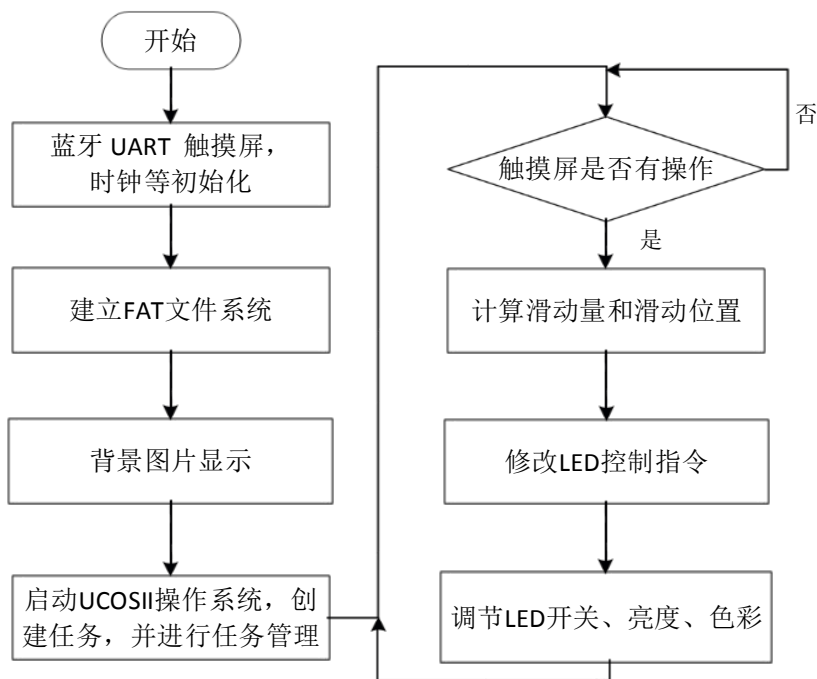 开始
蓝牙 UART 触摸屏，
时钟等初始化
建立FAT文件系统
背景图片显示
启动UCOSII操作系统，创
建任务，并进行任务管理
触摸屏是否有操作
否
是
计算滑动量和滑动位置
修改LED控制指令
调节LED开关、亮度、色彩